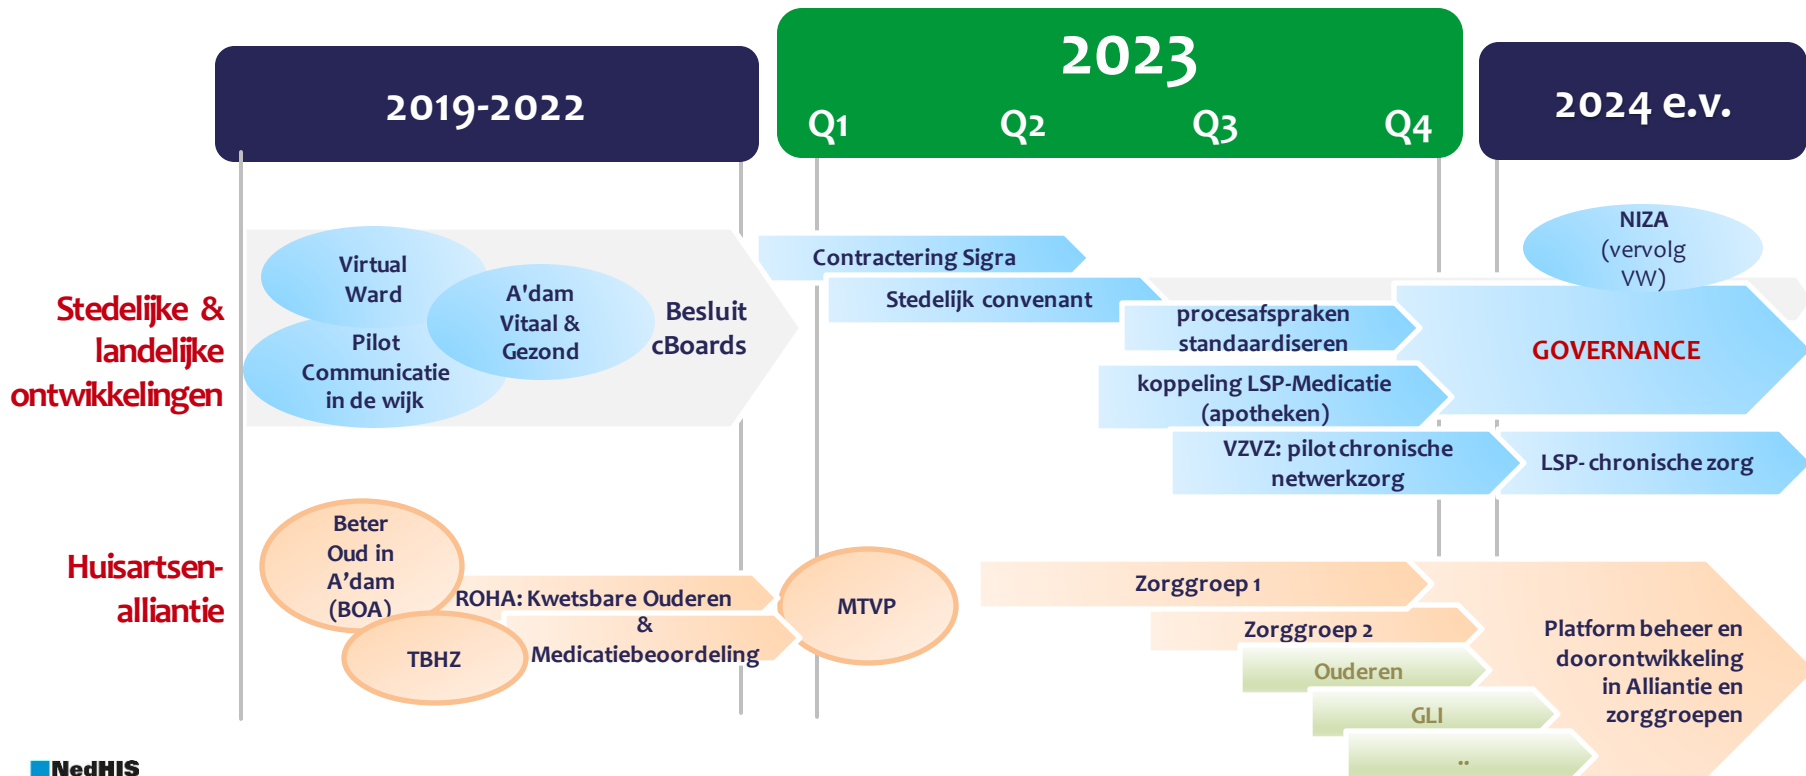 2019-2022
2023
Q1 Q2 Q3 Q4
2024 e.v.
Stedelijke &
landelijke
ontwikkelingen
Virtual
Ward
A'dam
Vitaal &
Gezond
Pilot
Communicatie
in de wijk
Besluit
cBoards
Contractering Sigra
Stedelijk convenant
procesafspraken
standaardiseren
koppeling LSP-Medicatie
(apotheken)
VZVZ: pilot chronische
netwerkzorg
NIZA
(vervolg
VW)
GOVERNANCE
LSP- chronische zorg
Huisartsen-
alliantie
Beter
Oud in
A’dam
(BOA)
TBHZ
ROHA: Kwetsbare Ouderen
&
Medicatiebeoordeling
MTVP
Zorggroep 1
Zorggroep 2
Ouderen
GLI
..
Platform beheer en
doorontwikkeling
in Alliantie en
zorggroepen
NedHIS